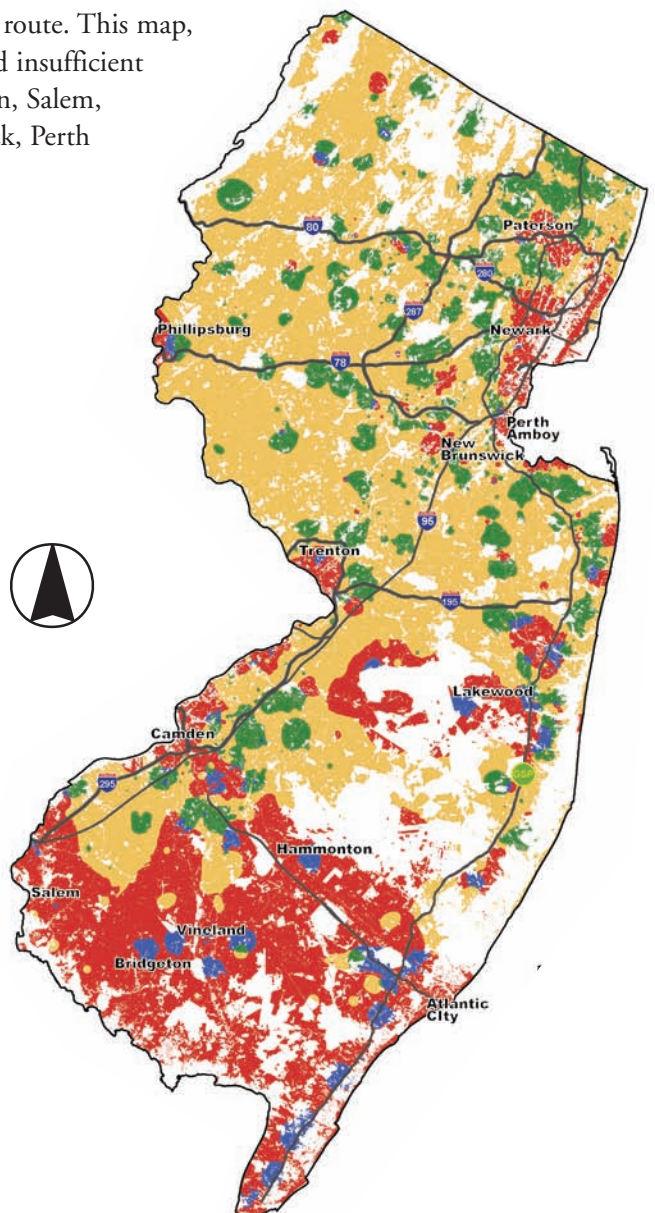 route. This map,
d insufficient
n, Salem,
k, Perth
80
Paterson
280
287
Phillipsburg
Newark
78
Perth
Amboy
New
Brunswick
95
Trenton
195
Lakewood
Camden
GSP
295
Hammonton
Salem
Vineland
Bridgeton
Atlantic
CIty